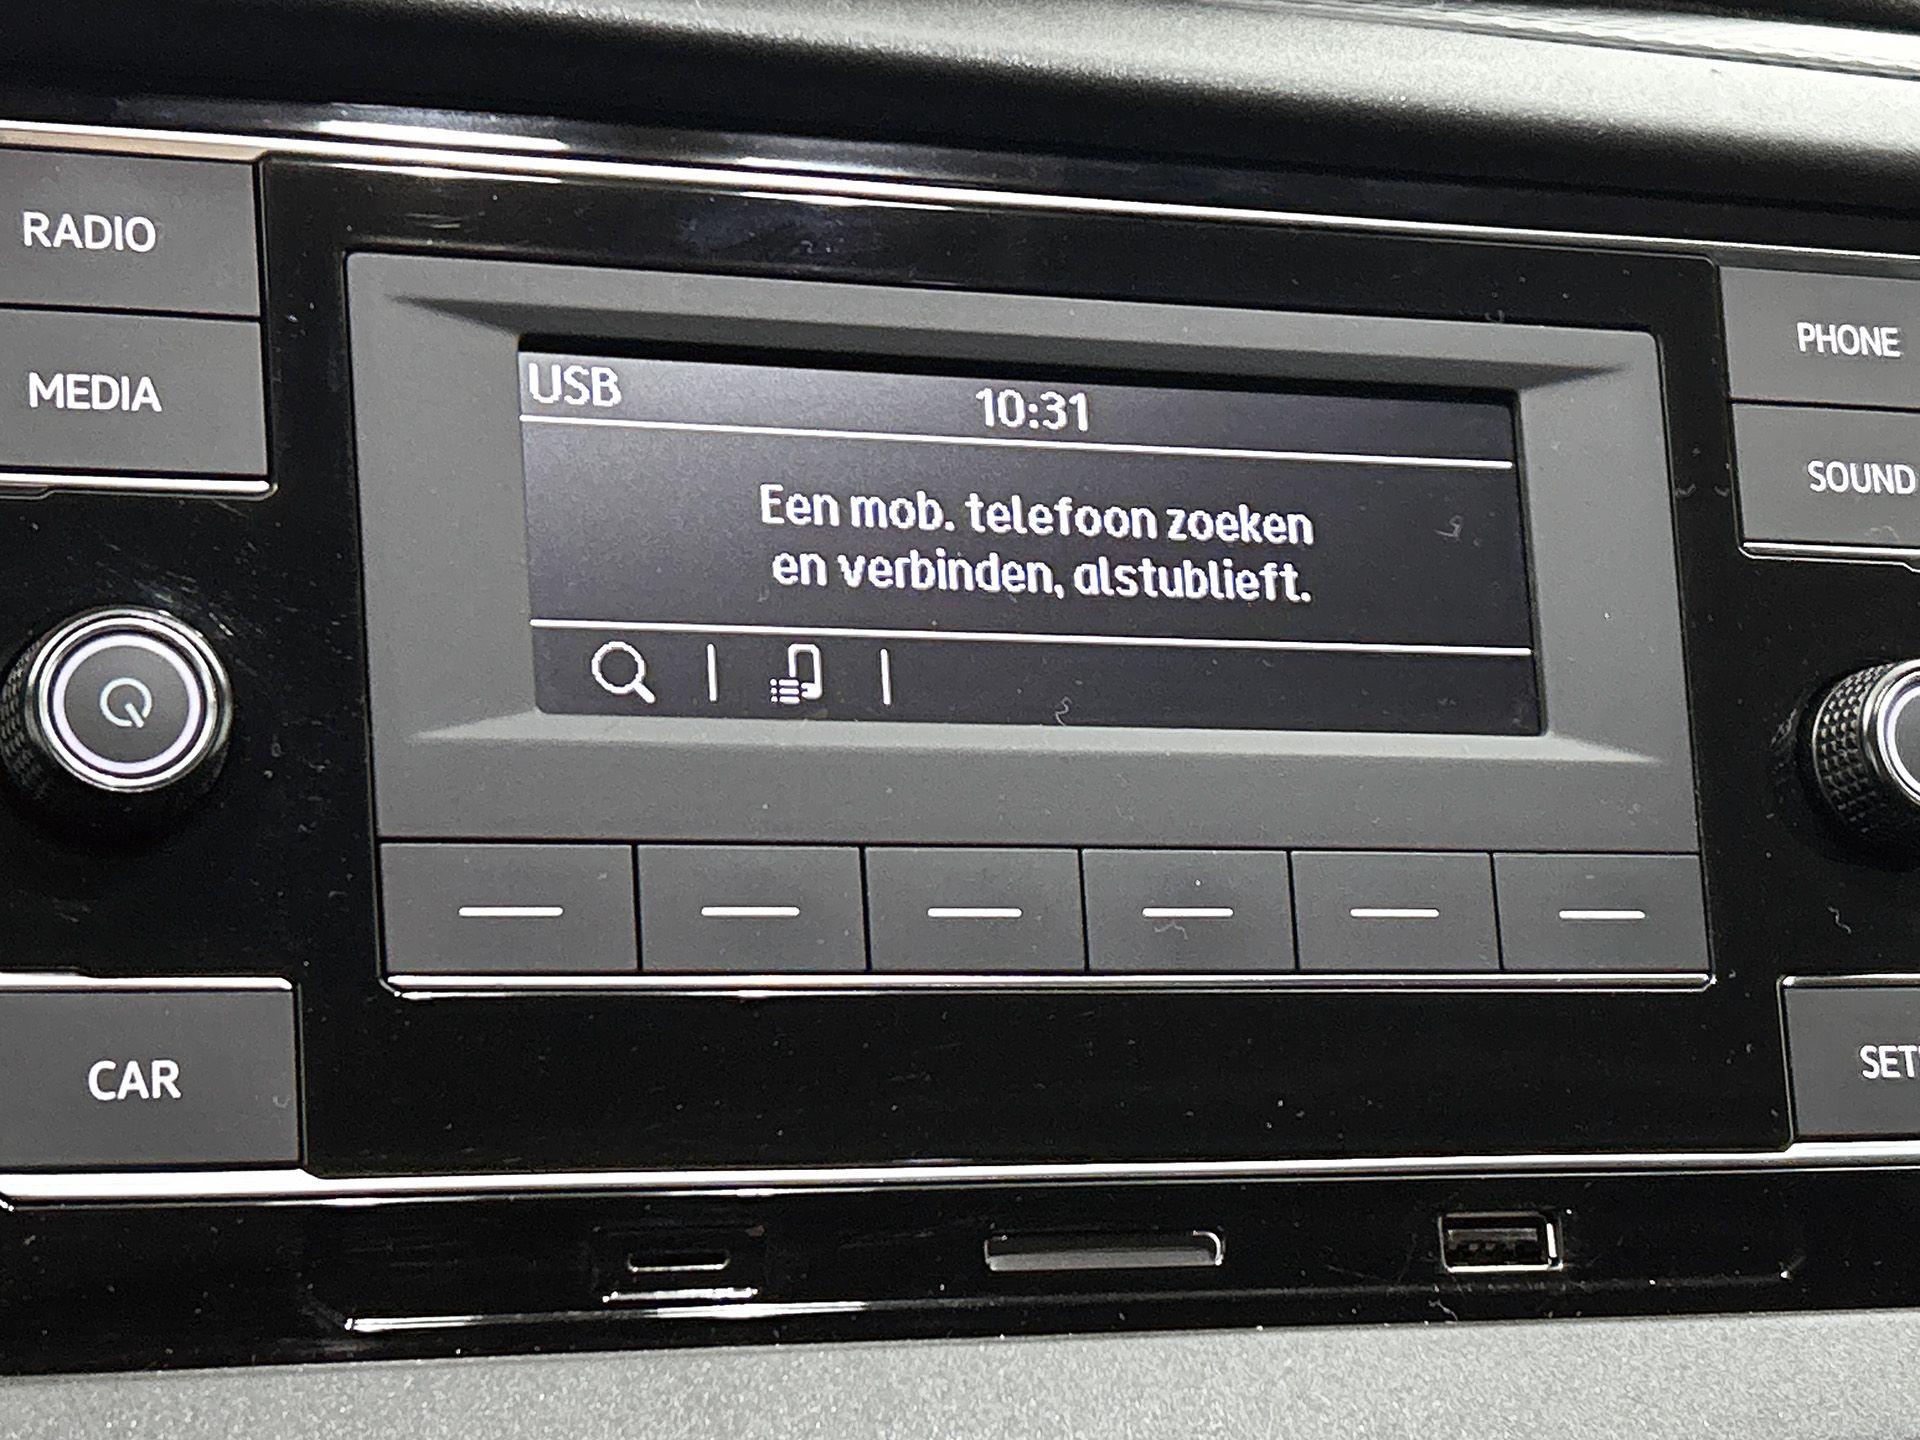 RADIO
MEDIA
USB
10:31
Een mob. telefoon zoeken
en verbinden, alstublieft.
PHONE
SOUND
CAR